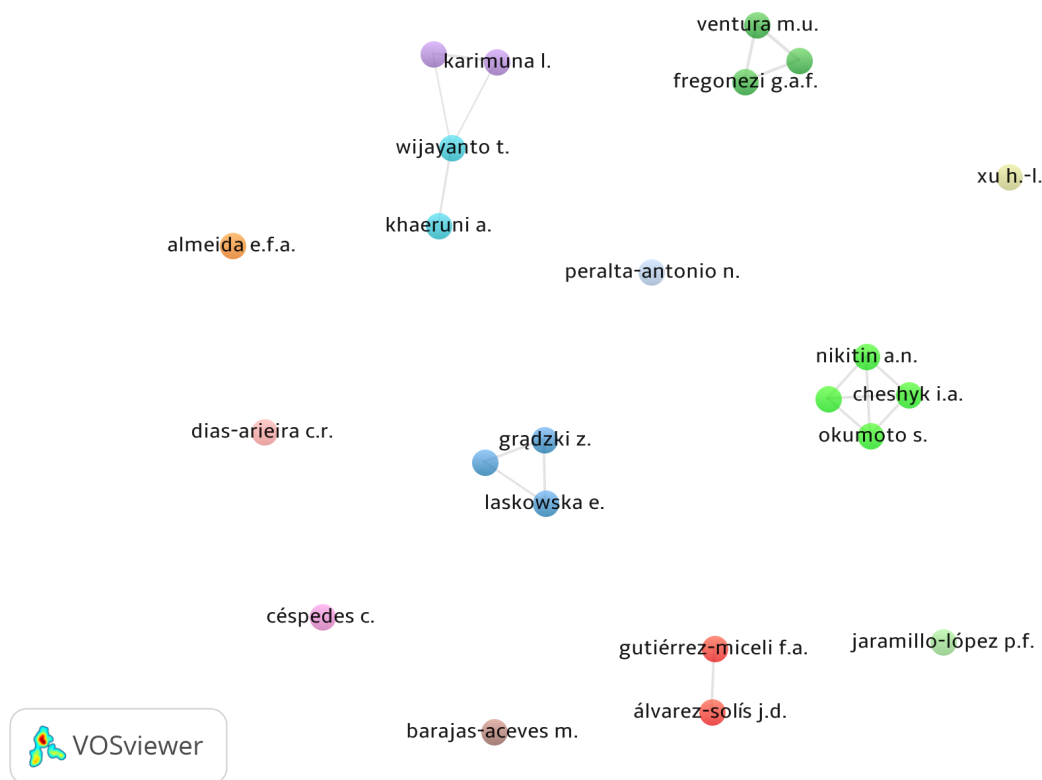 ventura m.u.
karimuna l.
fregonezi g.a.f.
wijayanto t.
xu h.-l.
khaeruni a.
almeida e.f.a.
peralta-antonio n.
nikitin a.n.
cheshyk i.a.
dias-arieira c.r.
okumoto s.
grądzki z.
laskowska e.
céspedes c.
gutiérrez-miceli f.a.
jaramillo-lópez p.f.
álvarez-solís j.d.
barajas-aceves m.
VOSviewer